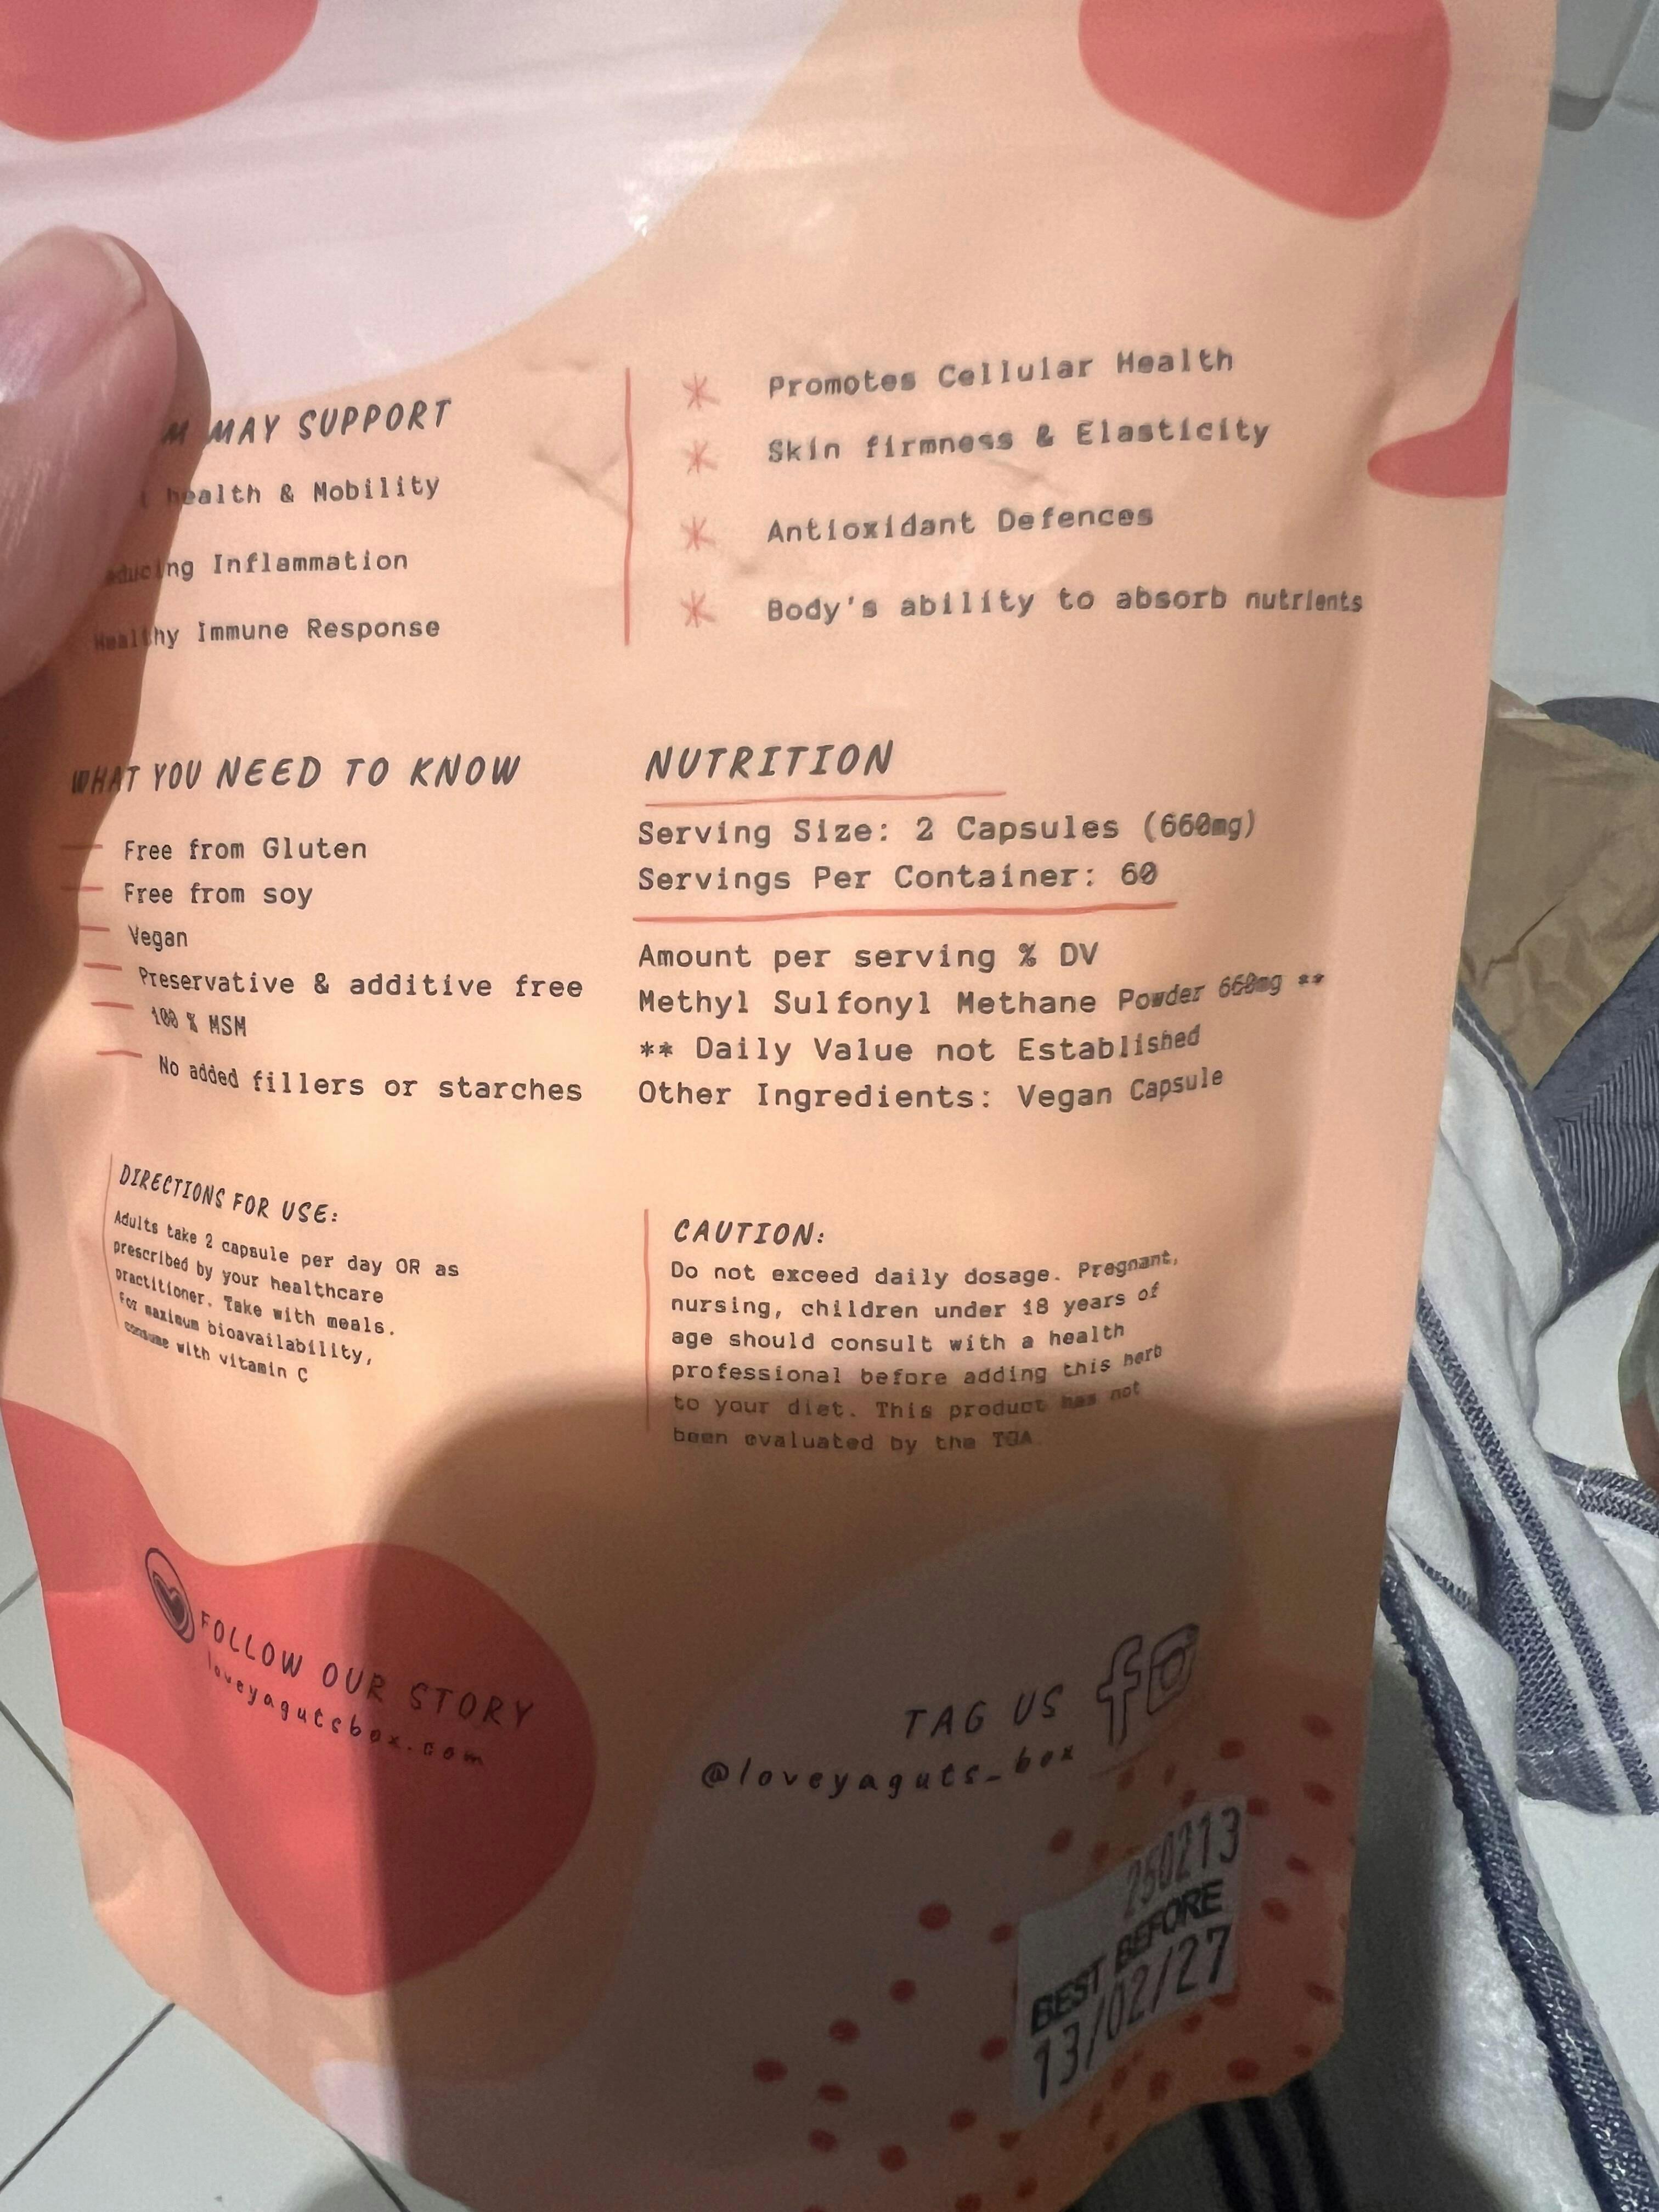 MAY SUPPORT
health & Mobility
Reducing Inflammation
Healthy Immune Response
Promotes Cellular Health
Skin firmness & Elasticity
Antioxidant Defences
Body's ability to absorb nutrients
WHAT YOU NEED TO KNOW
Free from Gluten
Free from soy
Vegan
Preservative & additive free
100 % MSM
No added fillers or starches
NUTRITION
Serving Size: 2 Capsules (660mg)
Servings Per Container: 60
Amount per serving % DV
Methyl Sulfonyl Methane Powder 660mg **
** Daily Value not Established
Other Ingredients: Vegan Capsule
DIRECTIONS FOR USE:
Adults take 2 capsule per day OR as
prescribed by your healthcare
practitioner. Take with meals.
For maximum bioavailability,
consume with vitamin C
CAUTION:
Do not exceed daily dosage. Pregnant,
nursing, children under 18 years of
age should consult with a health
professional before adding this herb
to your diet. This product has not
been evaluated by the TGA.
FOLLOW OUR STORY
loveyagutsbox.com
TAG US
@loveyaguts_box
250213
BEST BEFORE
13/02/27